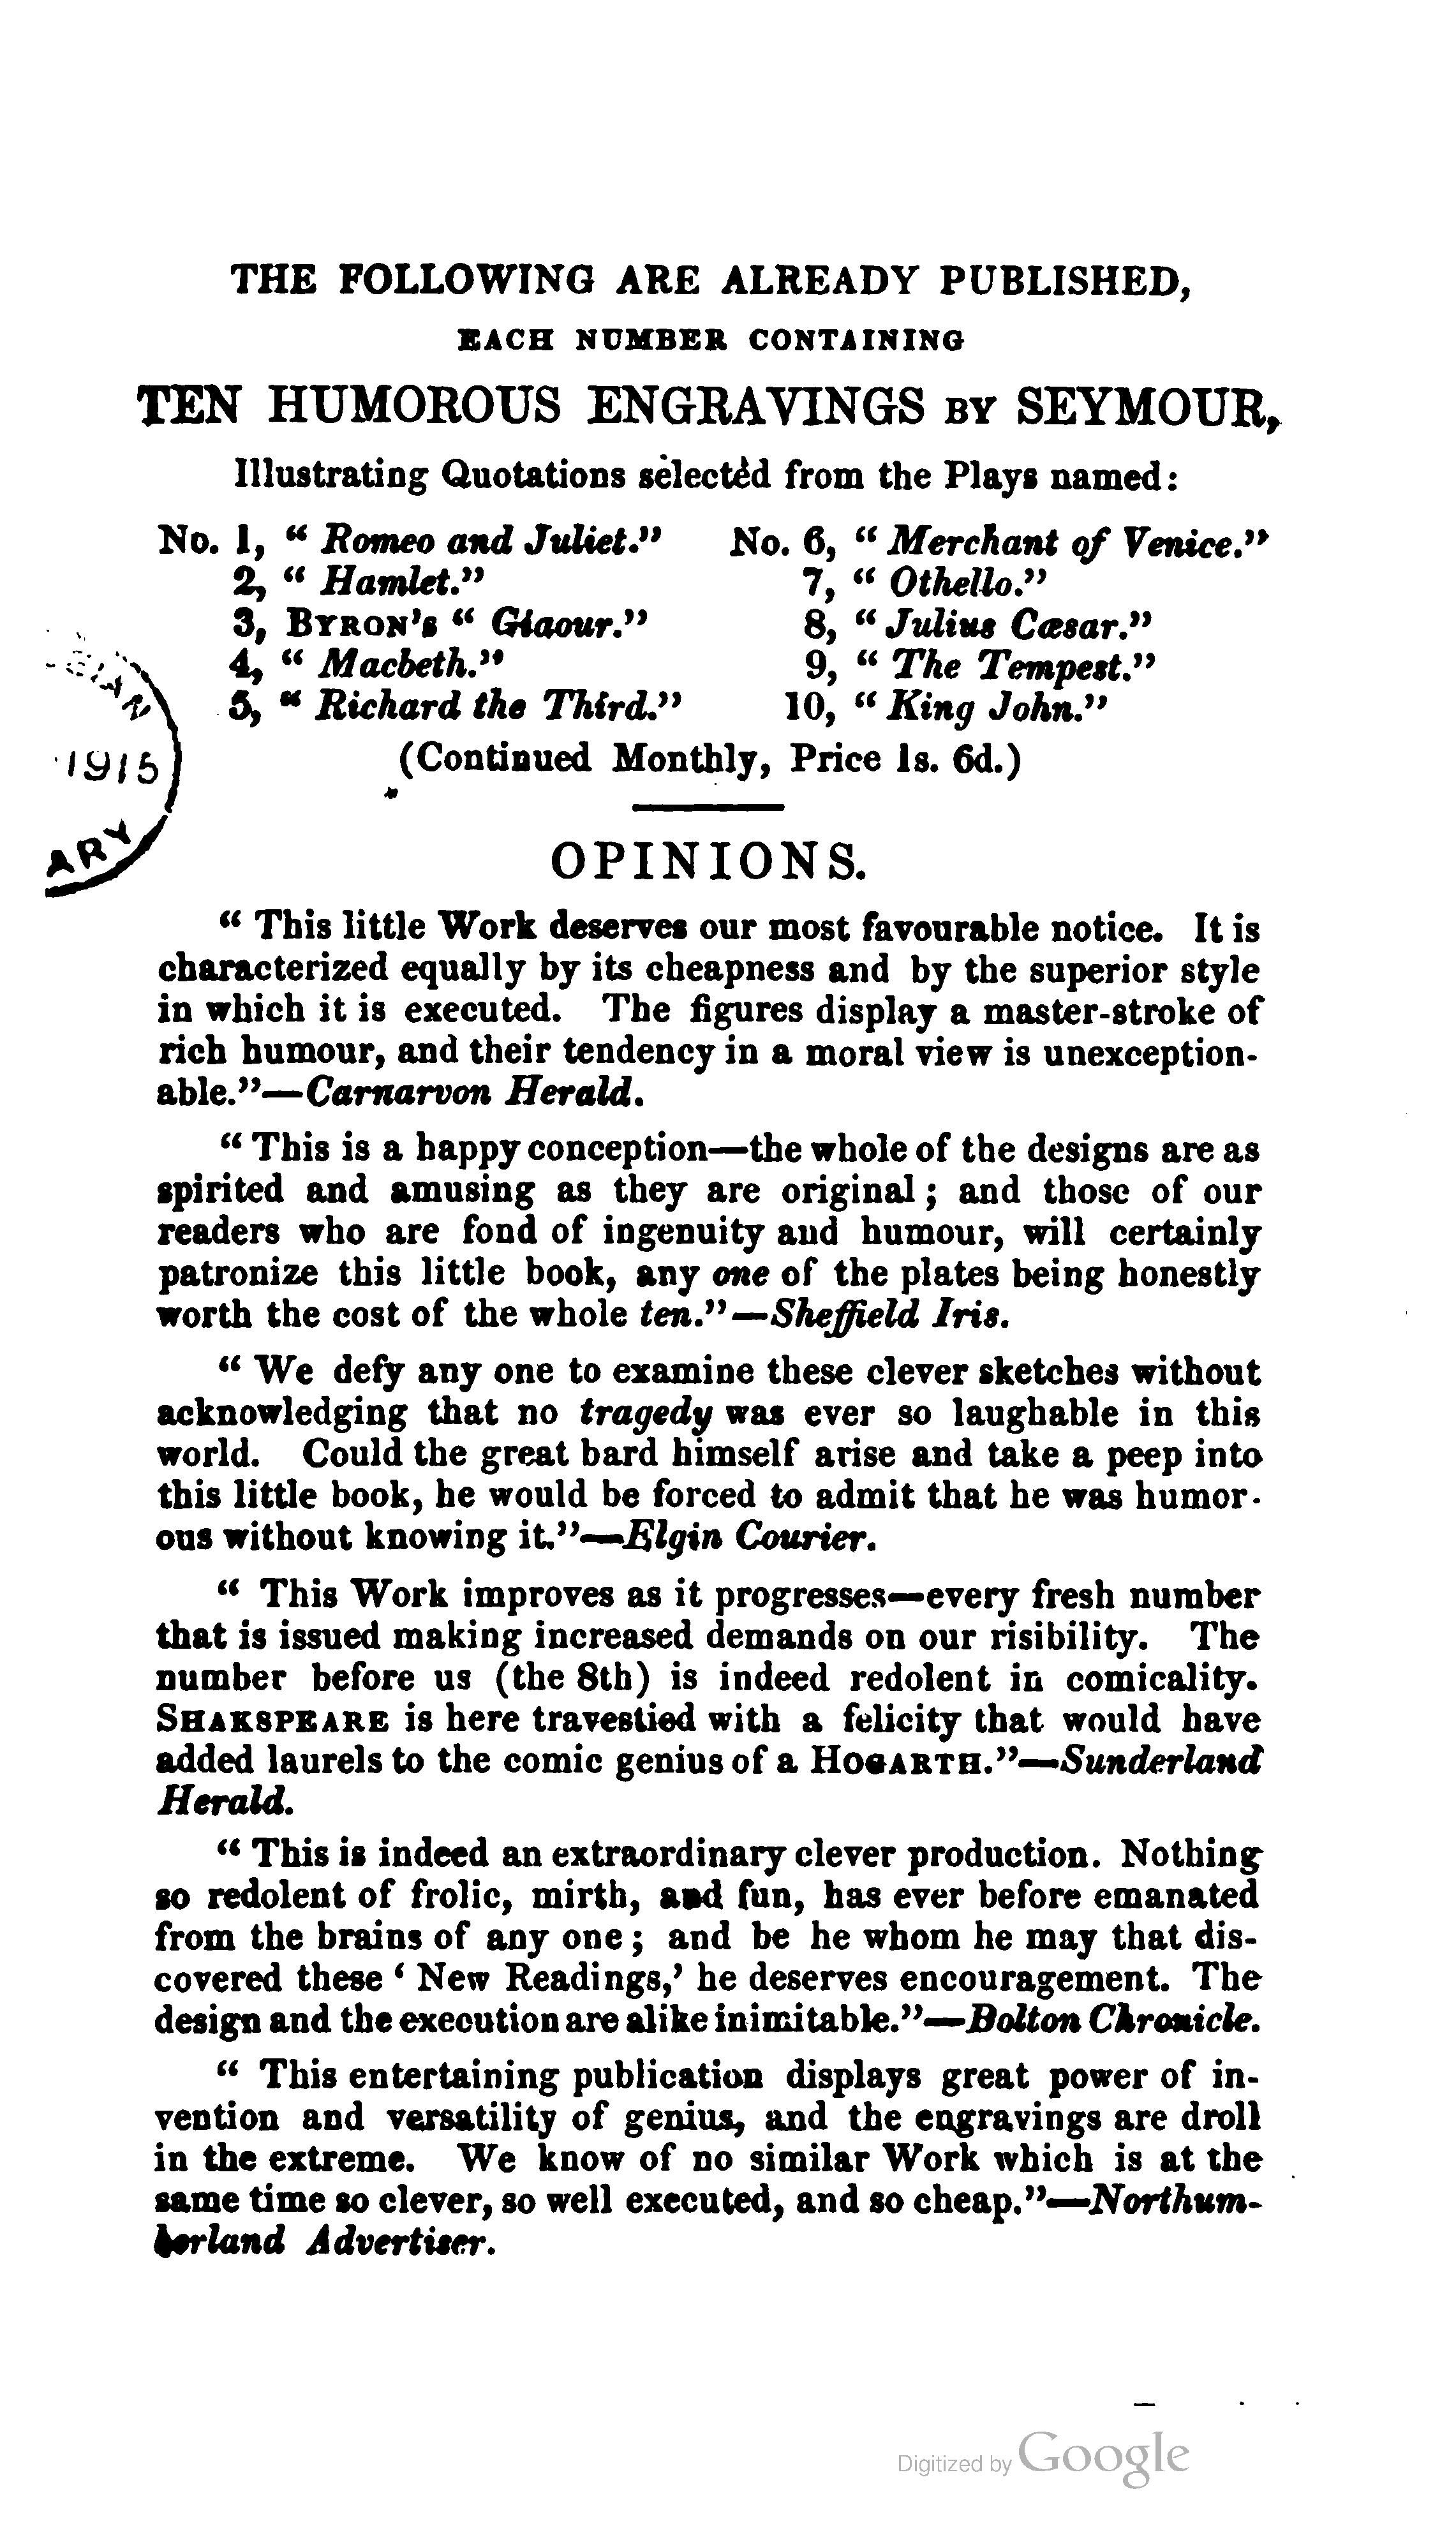 THE FOLLOWING ARE ALREADY PUBLISHED,
EACH NUMBER CONTAINING
TEN HUMOROUS ENGRAVINGS BY SEYMOUR,
Illustrating Quotations selected from the Plays named:
No. 1, “ Romeo and Juliet.”
2, “ Hamlet.”
3, BYRON’s “ Giaour.”
4, “ Macbeth.”
5, “ Richard the Third.”
No. 6, “ Merchant of Venice.”
7, “ Othello.”
8, “ Julius Cæsar.”
9, “ The Tempest.”
10, “ King John.”
(Continued Monthly, Price 1s. 6d.)
1915
ARY
OPINIONS.
“ This little Work deserves our most favourable notice. It is
characterized equally by its cheapness and by the superior style
in which it is executed. The figures display a master-stroke of
rich humour, and their tendency in a moral view is unexception-
able.”—Carnarvon Herald.
“ This is a happy conception—the whole of the designs are as
spirited and amusing as they are original ; and those of our
readers who are fond of ingenuity and humour, will certainly
patronize this little book, any one of the plates being honestly
worth the cost of the whole ten.”—Sheffield Iris.
“ We defy any one to examine these clever sketches without
acknowledging that no tragedy was ever so laughable in this
world. Could the great bard himself arise and take a peep into
this little book, he would be forced to admit that he was humor-
ous without knowing it.”—Elgin Courier.
“ This Work improves as it progresses—every fresh number
that is issued making increased demands on our risibility. The
number before us (the 8th) is indeed redolent in comicality.
SHAKSPEARE is here travestied with a felicity that would have
added laurels to the comic genius of a HOGARTH.”—Sunderland
Herald.
“ This is indeed an extraordinary clever production. Nothing
so redolent of frolic, mirth, and fun, has ever before emanated
from the brains of any one ; and be he whom he may that dis-
covered these ‘ New Readings,’ he deserves encouragement. The
design and the execution are alike inimitable.”—Bolton Chronicle.
“ This entertaining publication displays great power of in-
vention and versatility of genius, and the engravings are droll
in the extreme. We know of no similar Work which is at the
same time so clever, so well executed, and so cheap.”—Northum-
berland Advertiser.
Digitized by Google